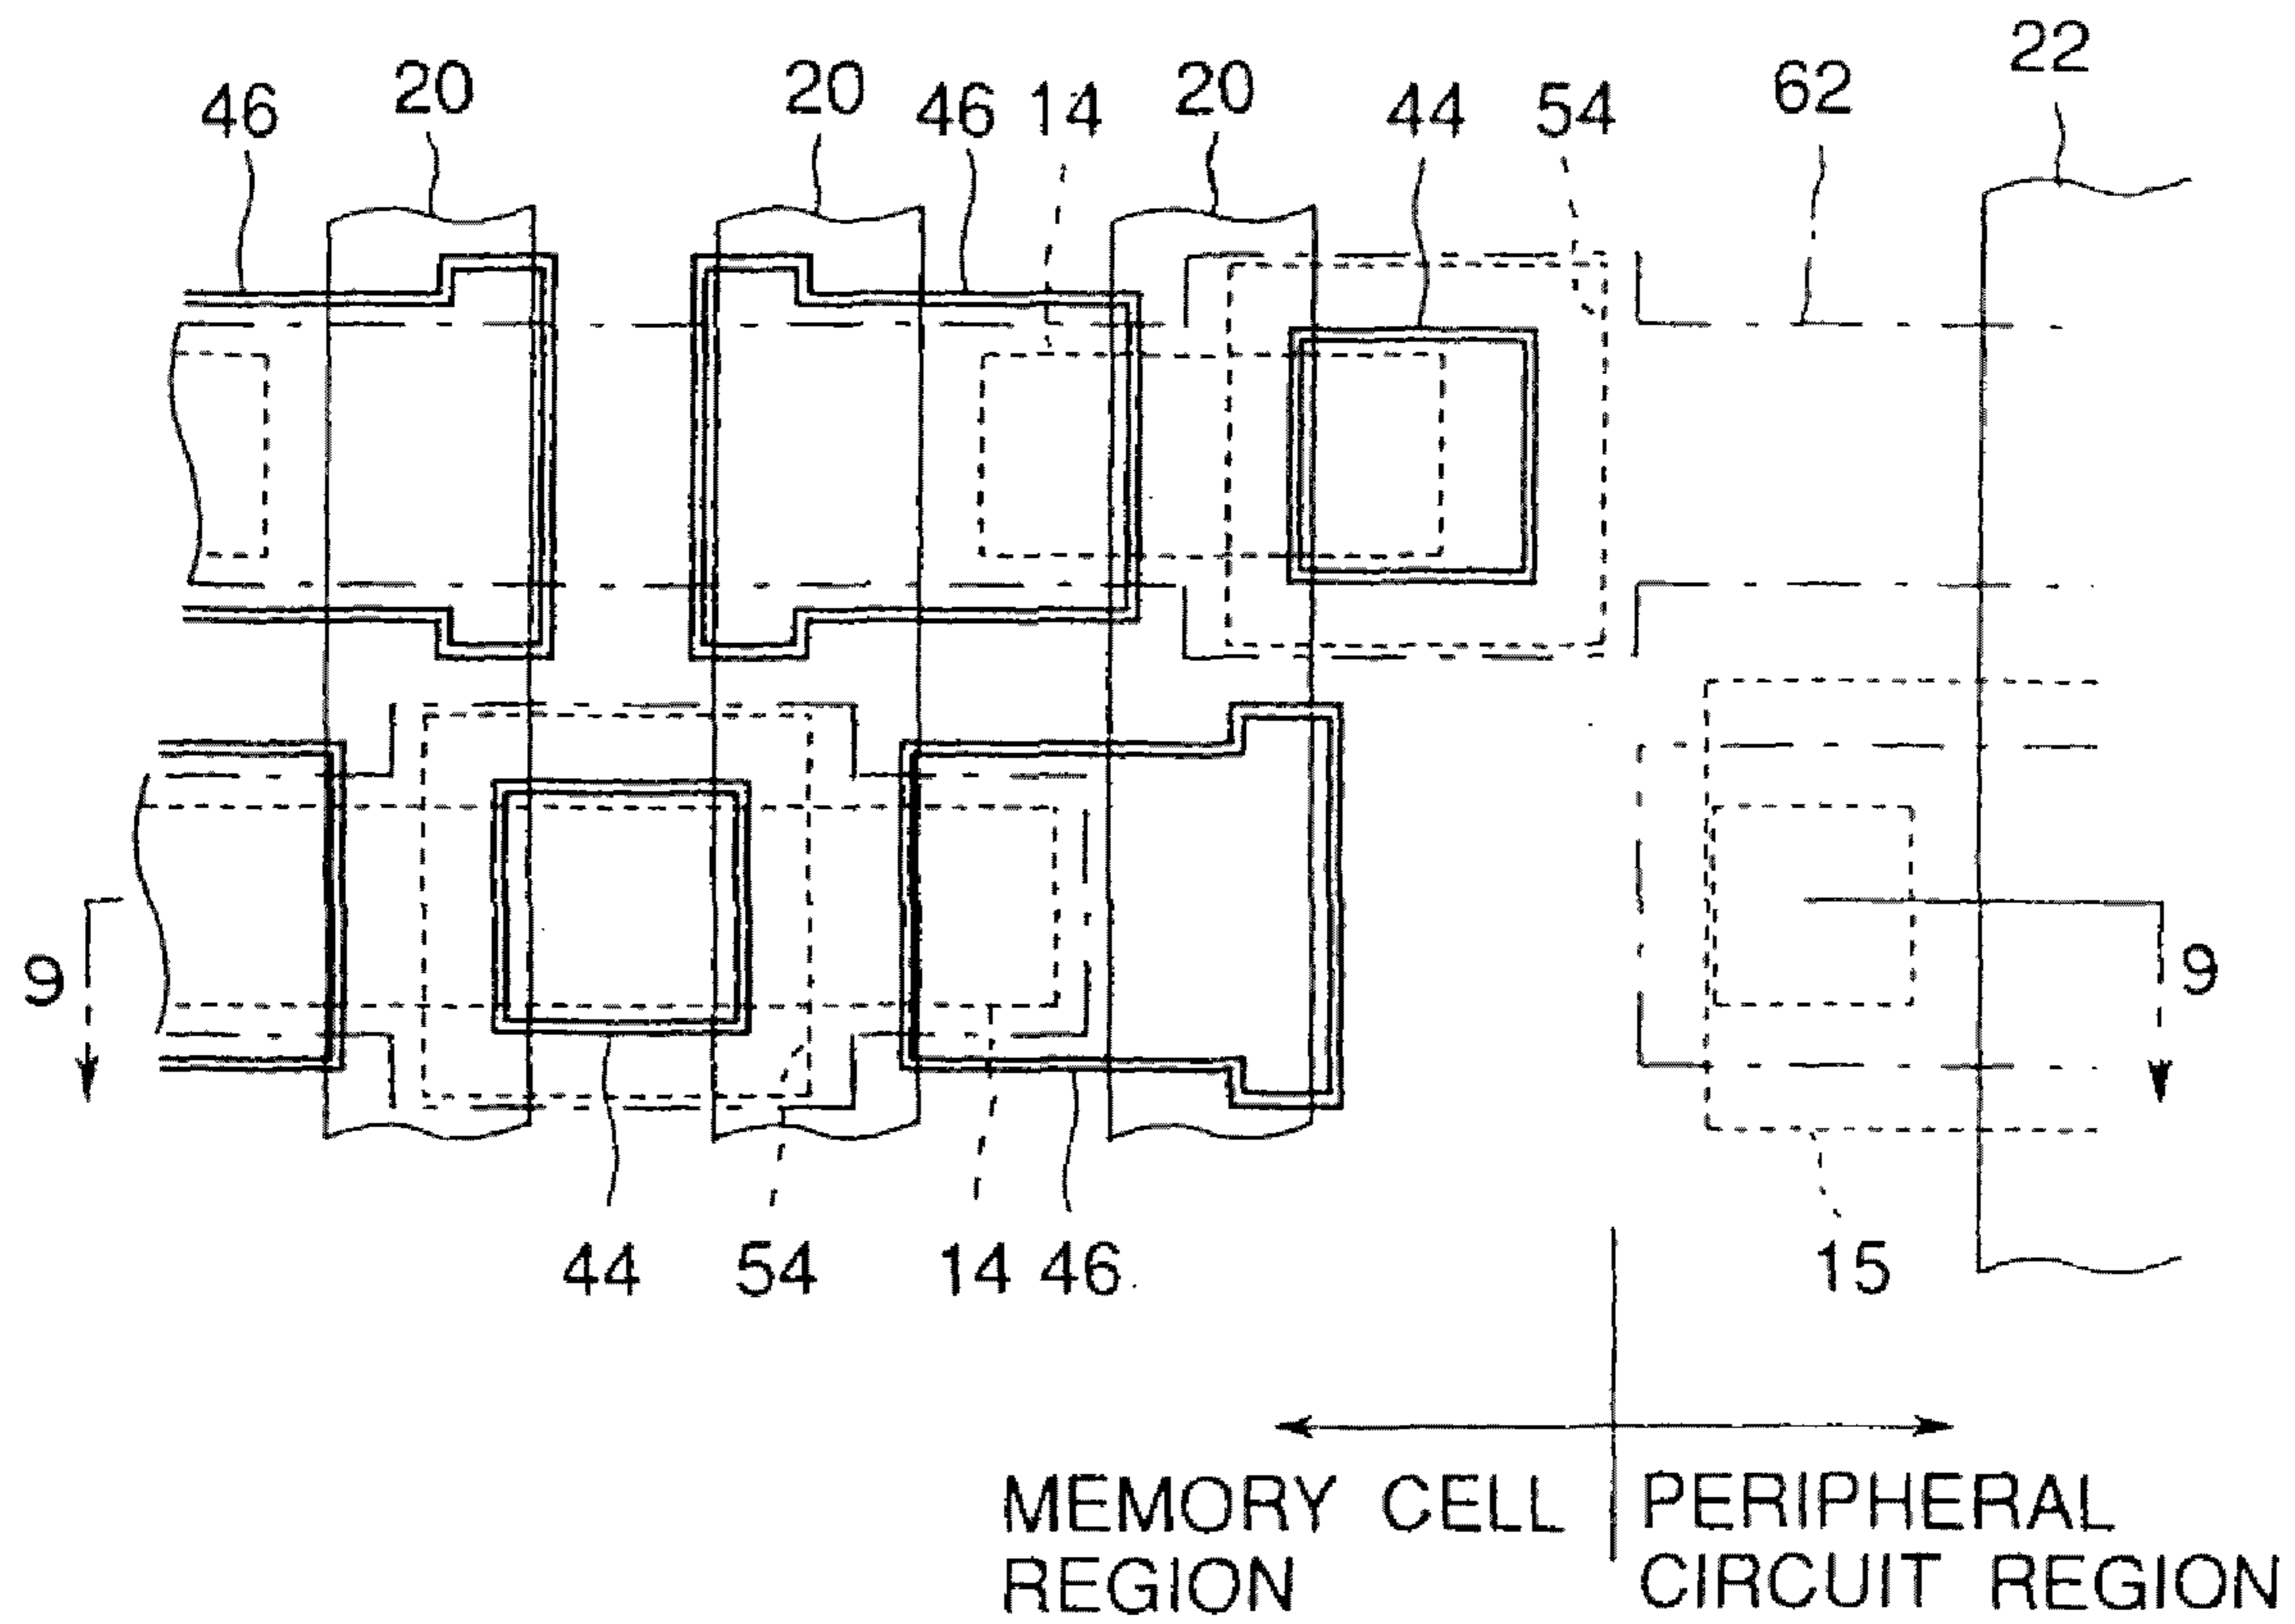 22
20 20 20 62
46 46 14 44 54
9 9
44 54 14 46 15
MEMORY CELL PERIPHERAL
REGION CIRCUIT REGION